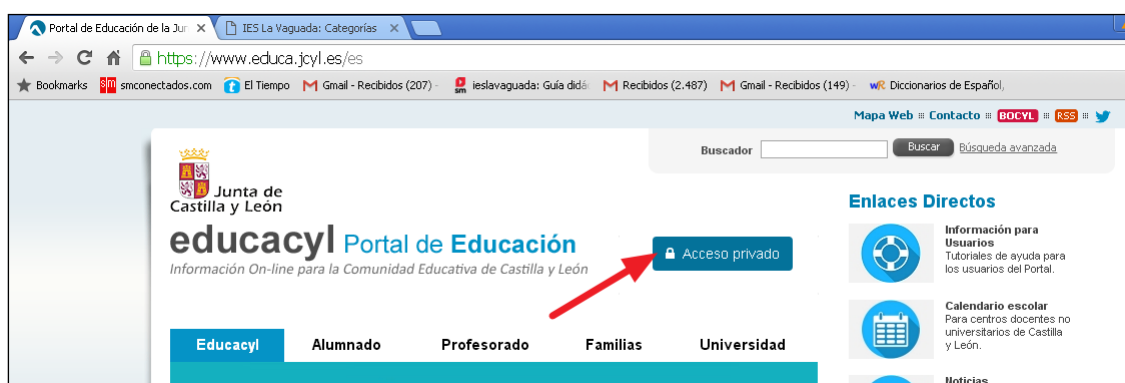 Portal de Educación de la Jur
IES La Vaguada: Categorías
https://www.educa.jcyl.es/es
Bookmarks smconectados.com El Tiempo Gmail - Recibidos (207) - ieslavaguada: Guía didá Recibidos (2.487) Gmail - Recibidos (149) - Diccionarios de Español,
Mapa Web Contacto BOCYL RSS
Buscador Buscar Búsqueda avanzada
Junta de
Castilla y León
educacyl Portal de Educación
Información On-line para la Comunidad Educativa de Castilla y León
Acceso privado
Educacyl Alumnado Profesorado Familias Universidad
Enlaces Directos
Información para
Usuarios
Tutoriales de ayuda para
los usuarios del Portal.
Calendario escolar
Para centros docentes no
universitarios de Castilla
y León.
Noticias